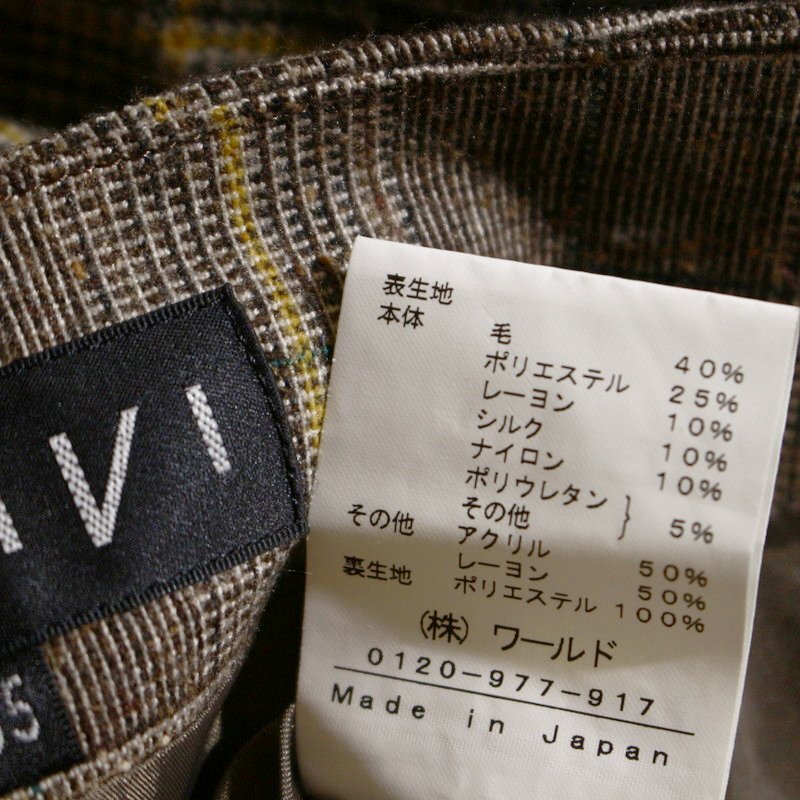 表生地
本体 毛 40%
ポリエステル 25%
レーヨン 10%
シルク 10%
ナイロン 10%
ポリウレタン
その他 } 5%
その他 アクリル 50%
レーヨン 50%
裏生地 ポリエステル 100%
(株) ワールド
0120-977-917
Made in Japan
VI